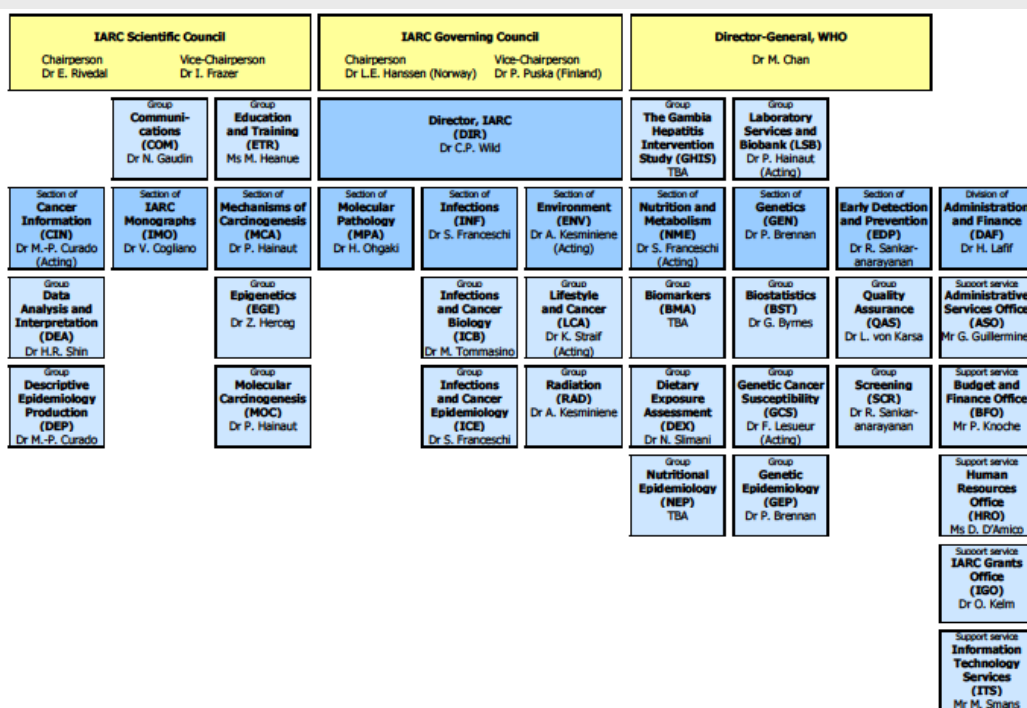 IARC Scientific Council
Chairperson Vice-Chairperson
Dr E. Rivedal Dr I. Frazer
IARC Governing Council
Chairperson Vice-Chairperson
Dr L.E. Hanssen (Norway) Dr P. Puska (Finland)
Director-General, WHO
Dr M. Chan
Group
Communi-
cations
(COM)
Dr N. Gaudin
Group
Education
and Training
(ETR)
Ms M. Heanue
Director, IARC
(DIR)
Dr C.P. Wild
Group
The Gambia
Hepatitis
Intervention
Study (GHIS)
TBA
Group
Laboratory
Services and
Biobank (LSB)
Dr P. Hainaut
(Acting)
Section of
Cancer
Information
(CIN)
Dr M.-P. Curado
(Acting)
Section of
IARC
Monographs
(IMO)
Dr V. Cogliano
Section of
Mechanisms of
Carcinogenesis
(MCA)
Dr P. Hainaut
Section of
Molecular
Pathology
(MPA)
Dr H. Ohgaki
Section of
Infections
(INF)
Dr S. Franceschi
Section of
Environment
(ENV)
Dr A. Kesminiene
(Acting)
Section of
Nutrition and
Metabolism
(NME)
Dr S. Franceschi
(Acting)
Section of
Genetics
(GEN)
Dr P. Brennan
Section of
Early Detection
and Prevention
(EDP)
Dr R. Sankar-
anarayanan
Division of
Administration
and Finance
(DAF)
Dr H. Lafif
Group
Data
Analysis and
Interpretation
(DEA)
Dr H.R. Shin
Group
Epigenetics
(EGE)
Dr Z. Herceg
Group
Infections
and Cancer
Biology
(ICB)
Dr M. Tommasino
Group
Lifestyle
and Cancer
(LCA)
Dr K. Straif
(Acting)
Group
Biomarkers
(BMA)
TBA
Group
Biostatistics
(BST)
Dr G. Byrnes
Group
Quality
Assurance
(QAS)
Dr L. von Karsa
Support service
Administrative
Services Office
(ASO)
Mr G. Guillerminet
Group
Descriptive
Epidemiology
Production
(DEP)
Dr M.-P. Curado
Group
Molecular
Carcinogenesis
(MOC)
Dr P. Hainaut
Group
Infections
and Cancer
Epidemiology
(ICE)
Dr S. Franceschi
Group
Radiation
(RAD)
Dr A. Kesminiene
Group
Dietary
Exposure
Assessment
(DEX)
Dr N. Slimani
Group
Genetic Cancer
Susceptibility
(GCS)
Dr F. Lesueur
(Acting)
Group
Screening
(SCR)
Dr R. Sankar-
anarayanan
Support service
Budget and
Finance Office
(BFO)
Mr P. Knoche
Group
Nutritional
Epidemiology
(NEP)
TBA
Group
Genetic
Epidemiology
(GEP)
Dr P. Brennan
Support service
Human
Resources
Office
(HRO)
Ms D. D'Amico
Support service
IARC Grants
Office
(IGO)
Dr O. Kelm
Support service
Information
Technology
Services
(ITS)
Mr M. Smans